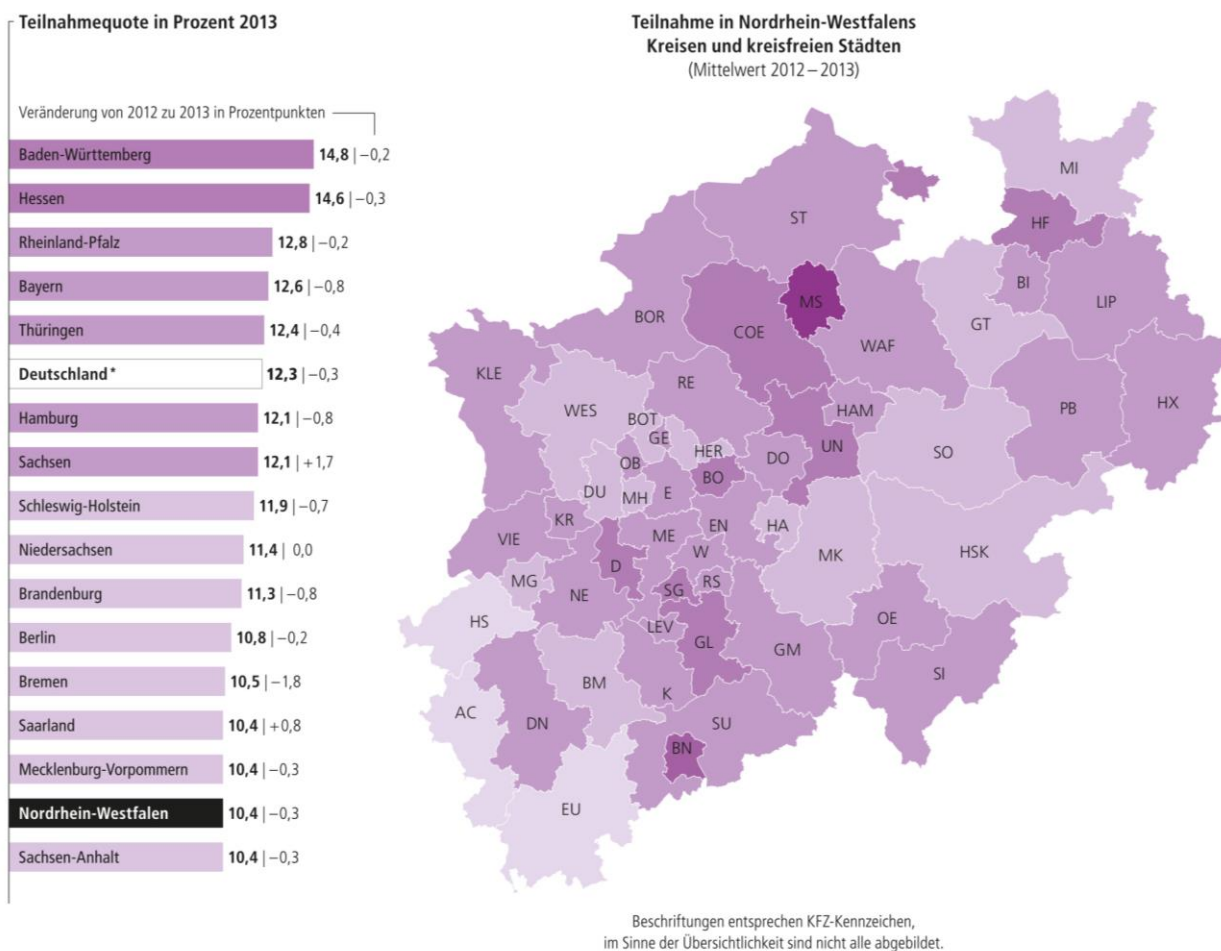 Teilnahmequote in Prozent 2013
Veränderung von 2012 zu 2013 in Prozentpunkten
Baden-Württemberg 14,8 | −0,2
Hessen 14,6 | −0,3
Rheinland-Pfalz 12,8 | −0,2
Bayern 12,6 | −0,8
Thüringen 12,4 | −0,4
Deutschland* 12,3 | −0,3
Hamburg 12,1 | −0,8
Sachsen 12,1 | +1,7
Schleswig-Holstein 11,9 | −0,7
Niedersachsen 11,4 | 0,0
Brandenburg 11,3 | −0,8
Berlin 10,8 | −0,2
Bremen 10,5 | −1,8
Saarland 10,4 | +0,8
Mecklenburg-Vorpommern 10,4 | −0,3
Nordrhein-Westfalen 10,4 | −0,3
Sachsen-Anhalt 10,4 | −0,3
Teilnahme in Nordrhein-Westfalens
Kreisen und kreisfreien Städten
(Mittelwert 2012 – 2013)
MI
ST
HF
BI
LIP
MS
BOR
COE
GT
WAF
KLE
RE
WES
HAM
PB
HX
BOT
GE
HER
UN
SO
OB
BO
DO
DU
MH
E
KR
EN
HA
VIE
ME
MK
HSK
D
W
MG
NE
SG
RS
HS
LEV
GL
OE
GM
BM
K
SI
AC
DN
SU
BN
EU
Beschriftungen entsprechen KFZ-Kennzeichen,
im Sinne der Übersichtlichkeit sind nicht alle abgebildet.